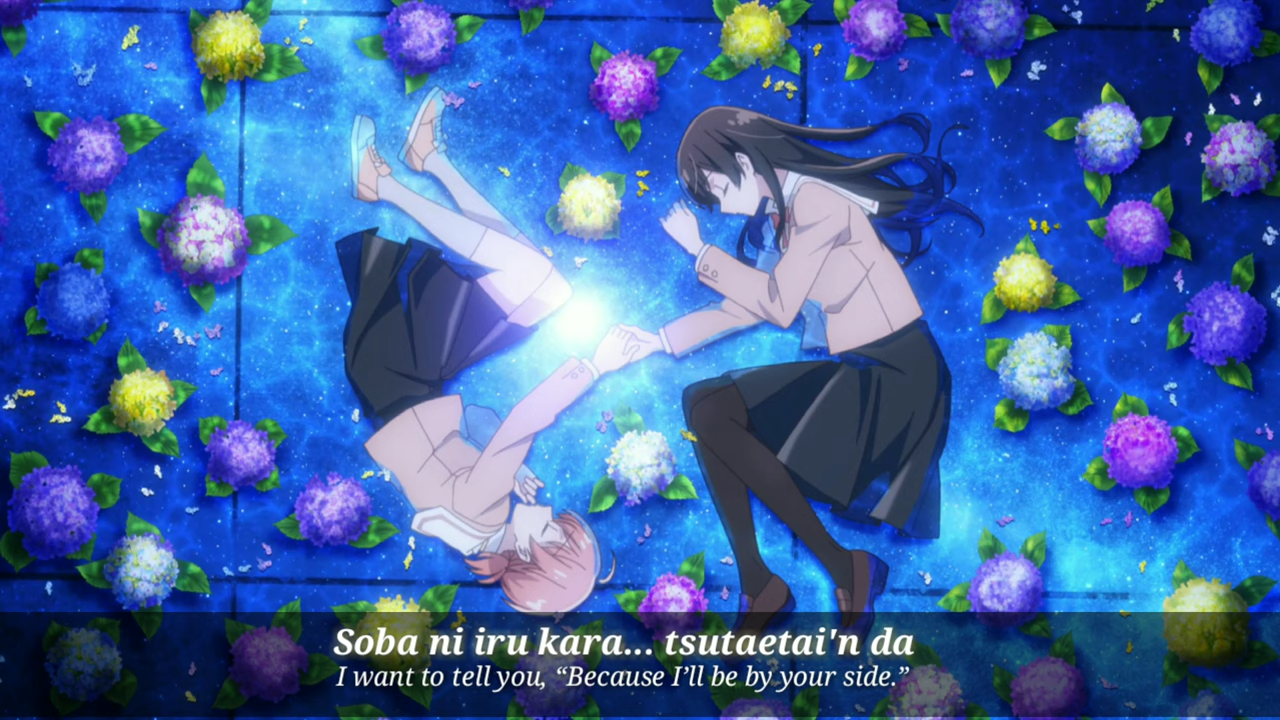 Soba ni iru kara... tsutaetai'n da
I want to tell you, “Because I’ll be by your side.”